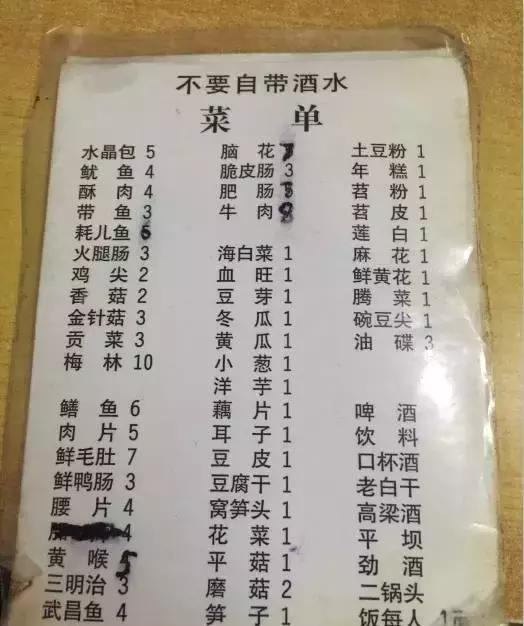 不要自带酒水
菜 单
水晶包 5
鱿 鱼 4
酥 肉 4
带 鱼 3
耗儿鱼 6
火腿肠 3
鸡 尖 2
香 菇 2
金针菇 3
贡 菜 3
梅 林 10
鳝 鱼 6
肉 片 5
鲜毛肚 7
鲜鸭肠 3
腰 片 4
4
黄 喉 5
三明治 3
武昌鱼 4
脑 花
脆皮肠 3
肥 肠
牛 肉
海白菜 1
血 旺 1
豆 芽 1
冬 瓜 1
黄 瓜 1
小 葱 1
洋 芋 1
藕 片 1
耳 子 1
豆 皮 1
豆腐干 1
窝笋头 1
花 菜 1
平 菇 1
磨 菇 2
笋 子 1
土豆粉 1
年 糕 1
苕 粉 1
苕 皮 1
莲 白 1
麻 花 1
鲜黄花 1
腾 菜 1
碗豆尖 1
油 碟 3
啤 酒
饮 料
口杯酒
老白干
高梁酒
平 坝
劲 酒
二锅头
饭每人 1元